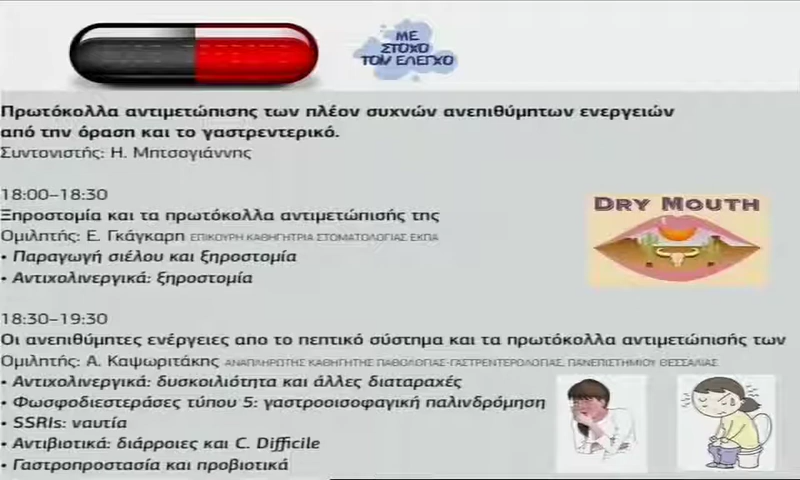 ΜΕ
ΣΤΟΧΟ
ΤΟΝ ΕΛΕΓΧΟ
Πρωτόκολλα αντιμετώπισης των πλέον συχνών ανεπιθύμητων ενεργειών
από την όραση και το γαστρεντερικό.
Συντονιστής: Η. Μπτσογιάννης
18:00–18:30
Ξηροστομία και τα πρωτόκολλα αντιμετώπισής της
Ομιλητής: Ε. Γκάγκαρη ΕΠΙΚΟΥΡΗ ΚΑΘΗΓΗΤΡΙΑ ΣΤΟΜΑΤΟΛΟΓΙΑΣ ΕΚΠΑ
• Παραγωγή σιέλου και ξηροστομία
• Αντιχολινεργικά: ξηροστομία
DRY MOUTH
18:30–19:30
Οι ανεπιθύμητες ενέργειες απο το πεπτικό σύστημα και τα πρωτόκολλα αντιμετώπισής των
Ομιλητής: Α. Καψωριτάκης ΑΝΑΠΛΗΡΩΤΗΣ ΚΑΘΗΓΗΤΗΣ ΠΑΘΟΛΟΓΙΑΣ-ΓΑΣΤΡΕΝΤΕΡΟΛΟΓΙΑΣ, ΠΑΝΕΠΙΣΤΗΜΙΟΥ ΘΕΣΣΑΛΙΑΣ
• Αντιχολινεργικά: δυσκοιλιότητα και άλλες διαταραχές
• Φωσφοδιεστεράσες τύπου 5: γαστροοισοφαγική παλινδρόμηση
• SSRIs: ναυτία
• Αντιβιοτικά: διάρροιες και C. Difficile
• Γαστροπροστασία και προβιοτικά